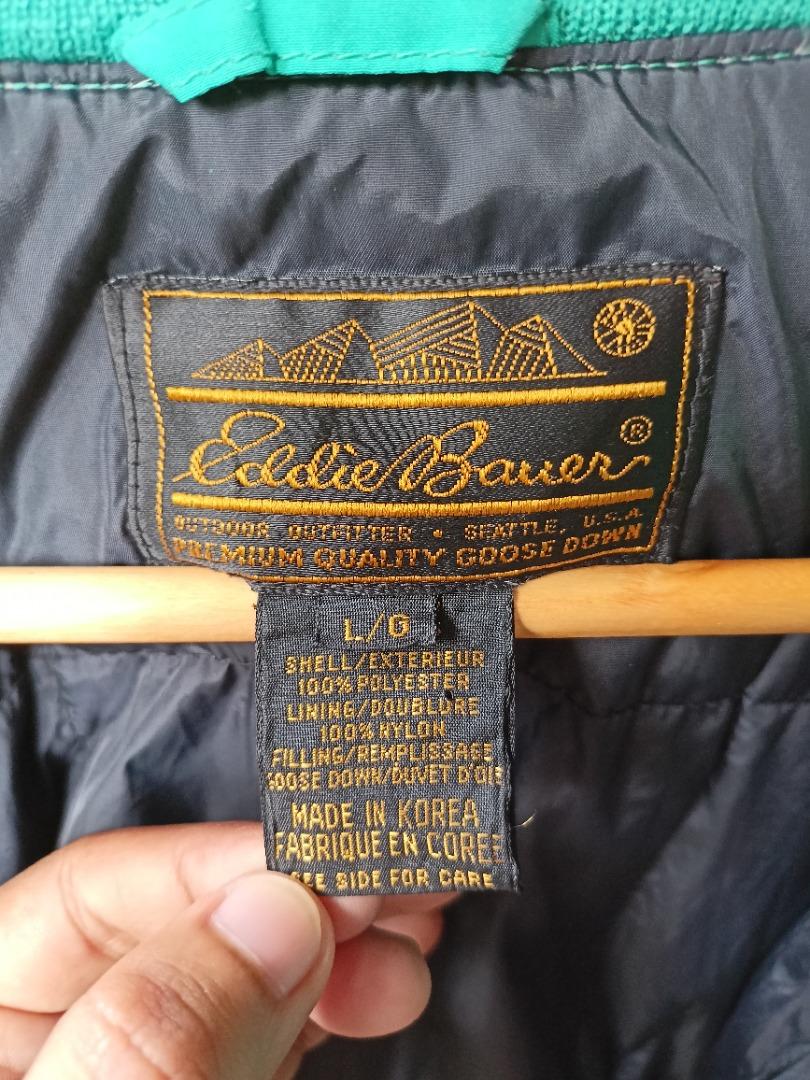 Eddie Bauer ®
OUTDOOR OUTFITTER • SEATTLE, U.S.A
PREMIUM QUALITY GOOSE DOWN
L/G
SHELL/EXTERIEUR
100% POLYESTER
LINING/DOUBLURE
100% NYLON
FILLING/REMPLISSAGE
GOOSE DOWN/DUVET D'OIE
MADE IN KOREA
FABRIQUE EN COREE
SEE SIDE FOR CARE